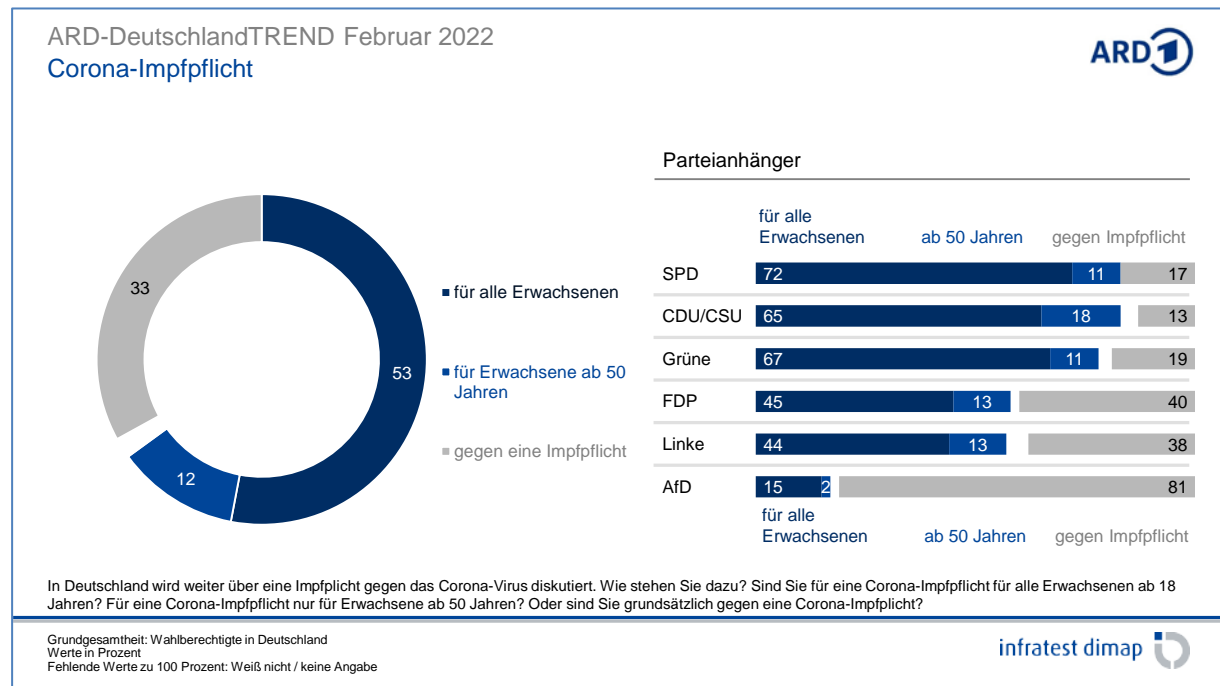 ARD-DeutschlandTREND Februar 2022
Corona-Impfpflicht
ARD 1
33
53
12
für alle Erwachsenen
für Erwachsene ab 50
Jahren
gegen eine Impfpflicht
Parteianhänger
für alle
Erwachsenen ab 50 Jahren gegen Impfpflicht
SPD 72 11 17
CDU/CSU 65 18 13
Grüne 67 11 19
FDP 45 13 40
Linke 44 13 38
AfD 15 2 81
für alle
Erwachsenen ab 50 Jahren gegen Impfpflicht
In Deutschland wird weiter über eine Impfplicht gegen das Corona-Virus diskutiert. Wie stehen Sie dazu? Sind Sie für eine Corona-Impfpflicht für alle Erwachsenen ab 18
Jahren? Für eine Corona-Impfpflicht nur für Erwachsene ab 50 Jahren? Oder sind Sie grundsätzlich gegen eine Corona-Impfplicht?
Grundgesamtheit: Wahlberechtigte in Deutschland
Werte in Prozent
Fehlende Werte zu 100 Prozent: Weiß nicht / keine Angabe
infratest dimap